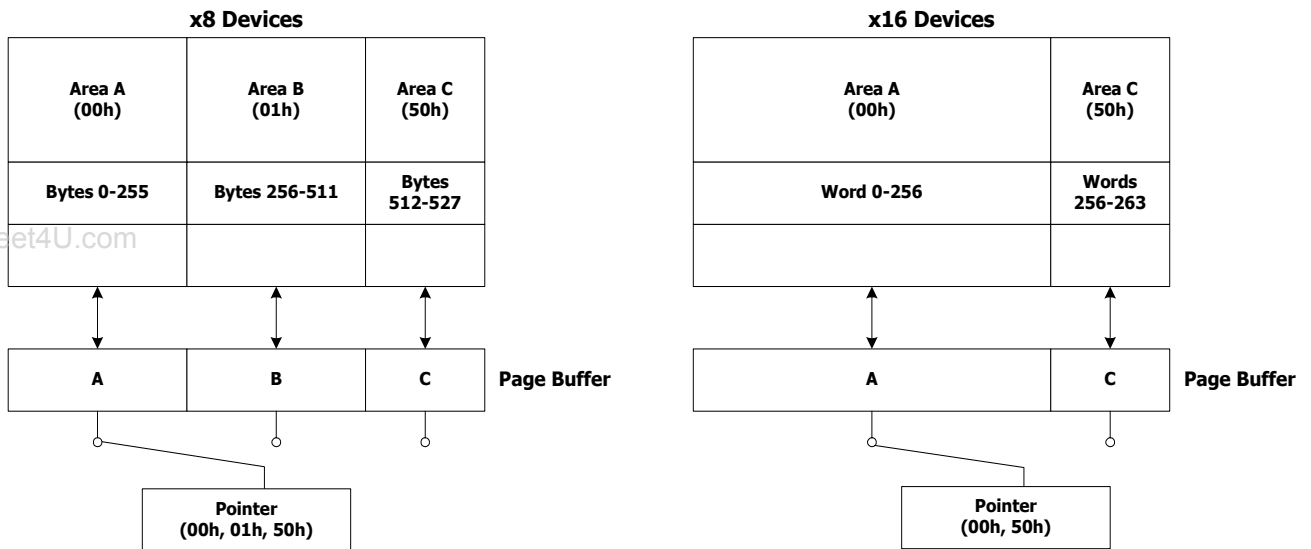 x8 Devices
Area A
(00h)
Area B
(01h)
Area C
(50h)
Bytes 0-255
Bytes 256-511
Bytes
512-527
eet4U.com
A
B
C
Page Buffer
Pointer
(00h, 01h, 50h)
x16 Devices
Area A
(00h)
Area C
(50h)
Word 0-256
Words
256-263
A
C
Page Buffer
Pointer
(00h, 50h)